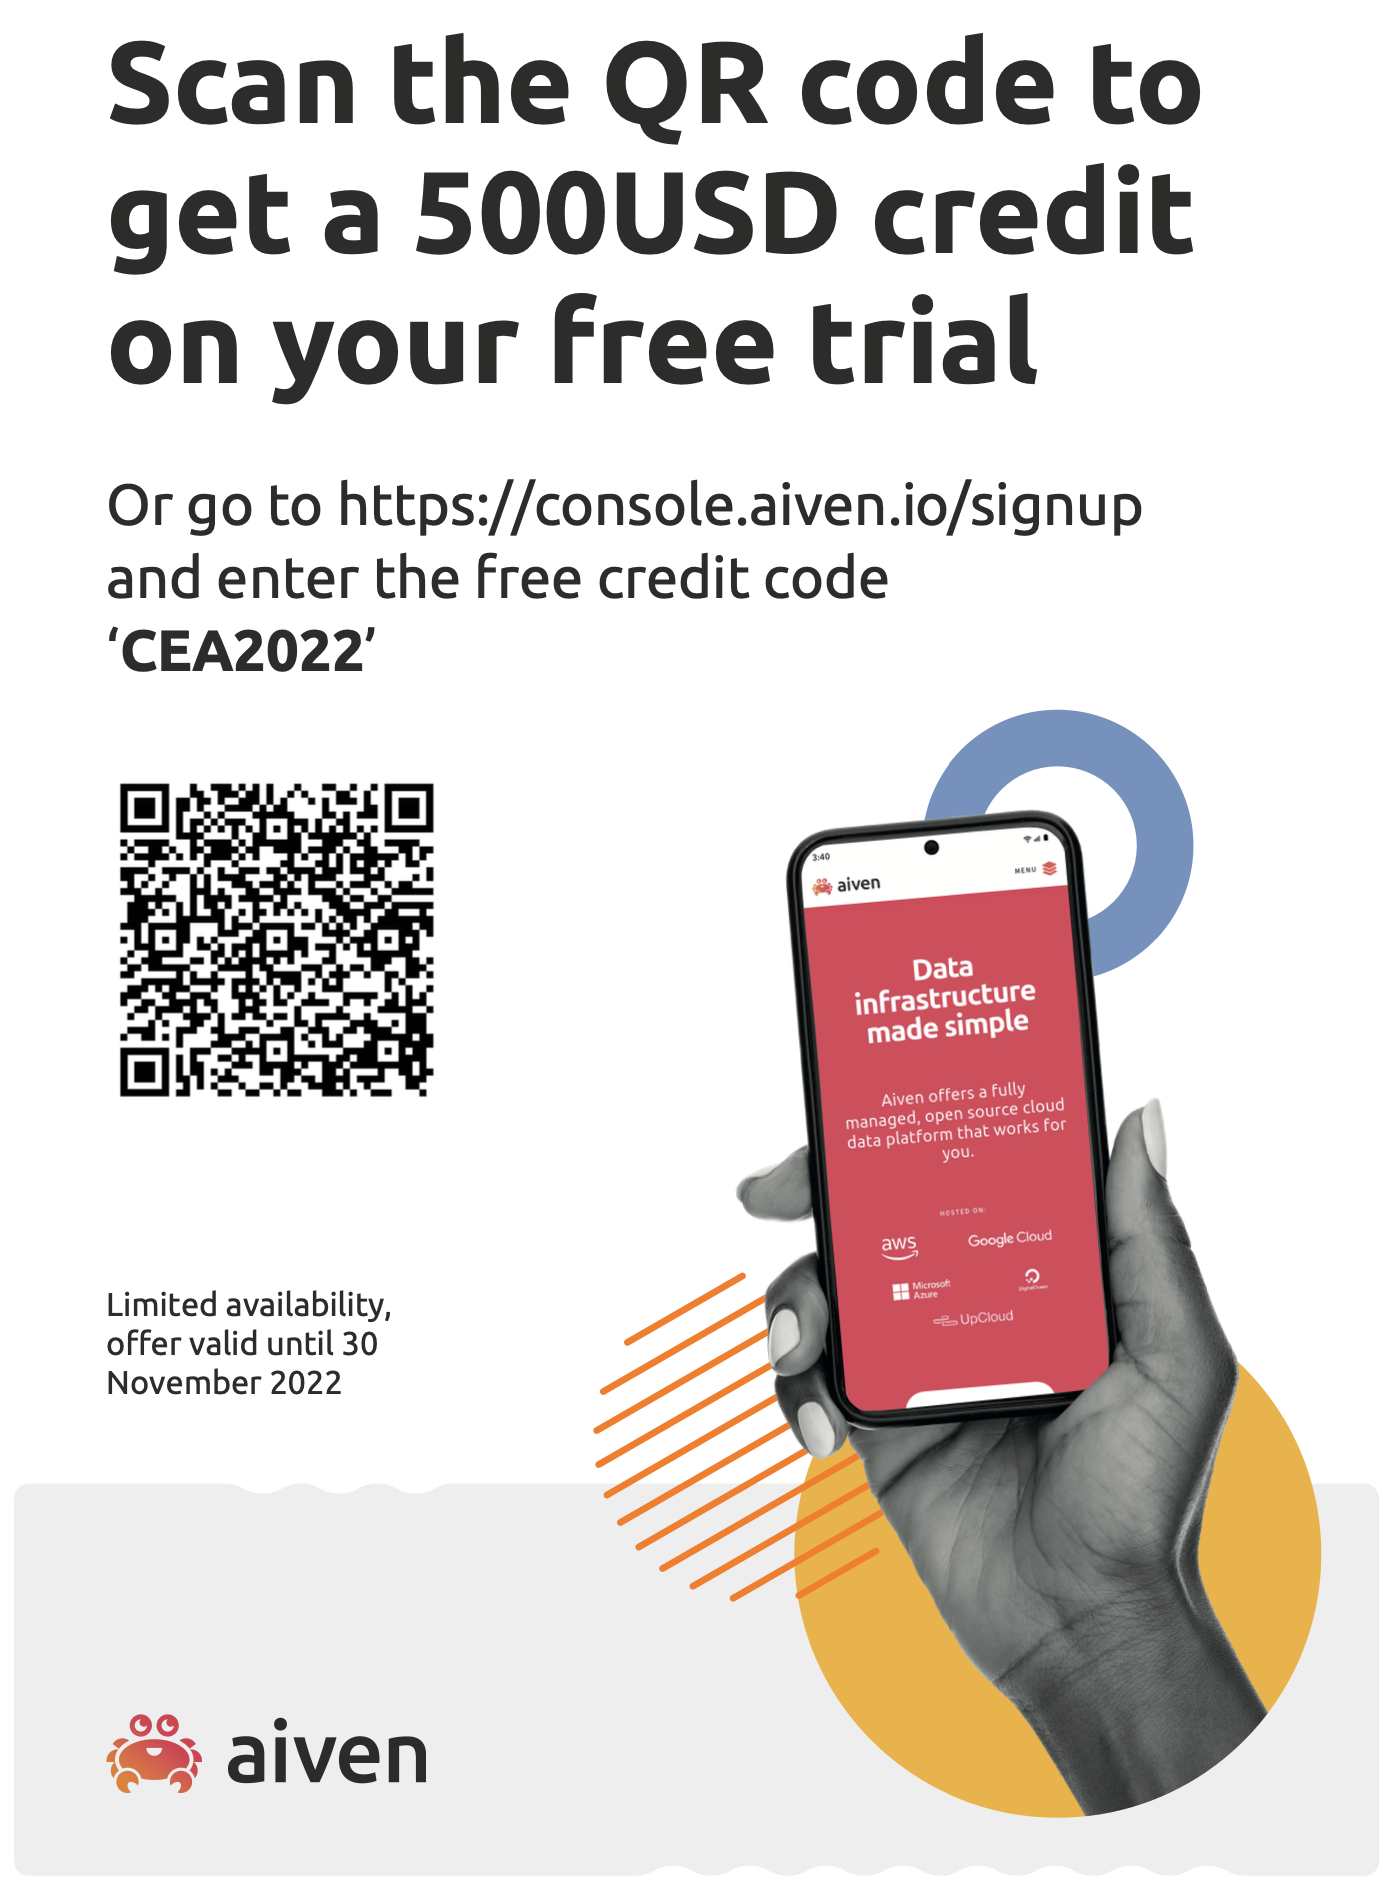 Scan the QR code to
get a 500USD credit
on your free trial
Or go to https://console.aiven.io/signup
and enter the free credit code
‘CEA2022’
3:40
aiven
MENU
Data
infrastructure
made simple
Aiven offers a fully
managed, open source cloud
data platform that works for
you.
HOSTED ON:
aws
Google Cloud
Microsoft
Azure
DigitalOcean
UpCloud
Limited availability,
offer valid until 30
November 2022
aiven